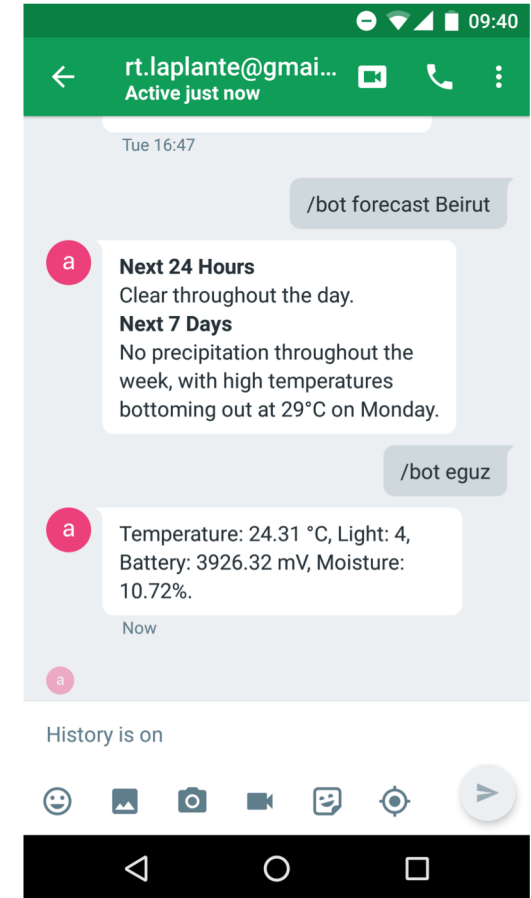 09:40
rt.laplante@gmai...
Active just now
Tue 16:47
/bot forecast Beirut
a
Next 24 Hours
Clear throughout the day.
Next 7 Days
No precipitation throughout the
week, with high temperatures
bottoming out at 29°C on Monday.
/bot eguz
a
Temperature: 24.31 °C, Light: 4,
Battery: 3926.32 mV, Moisture:
10.72%.
Now
a
History is on